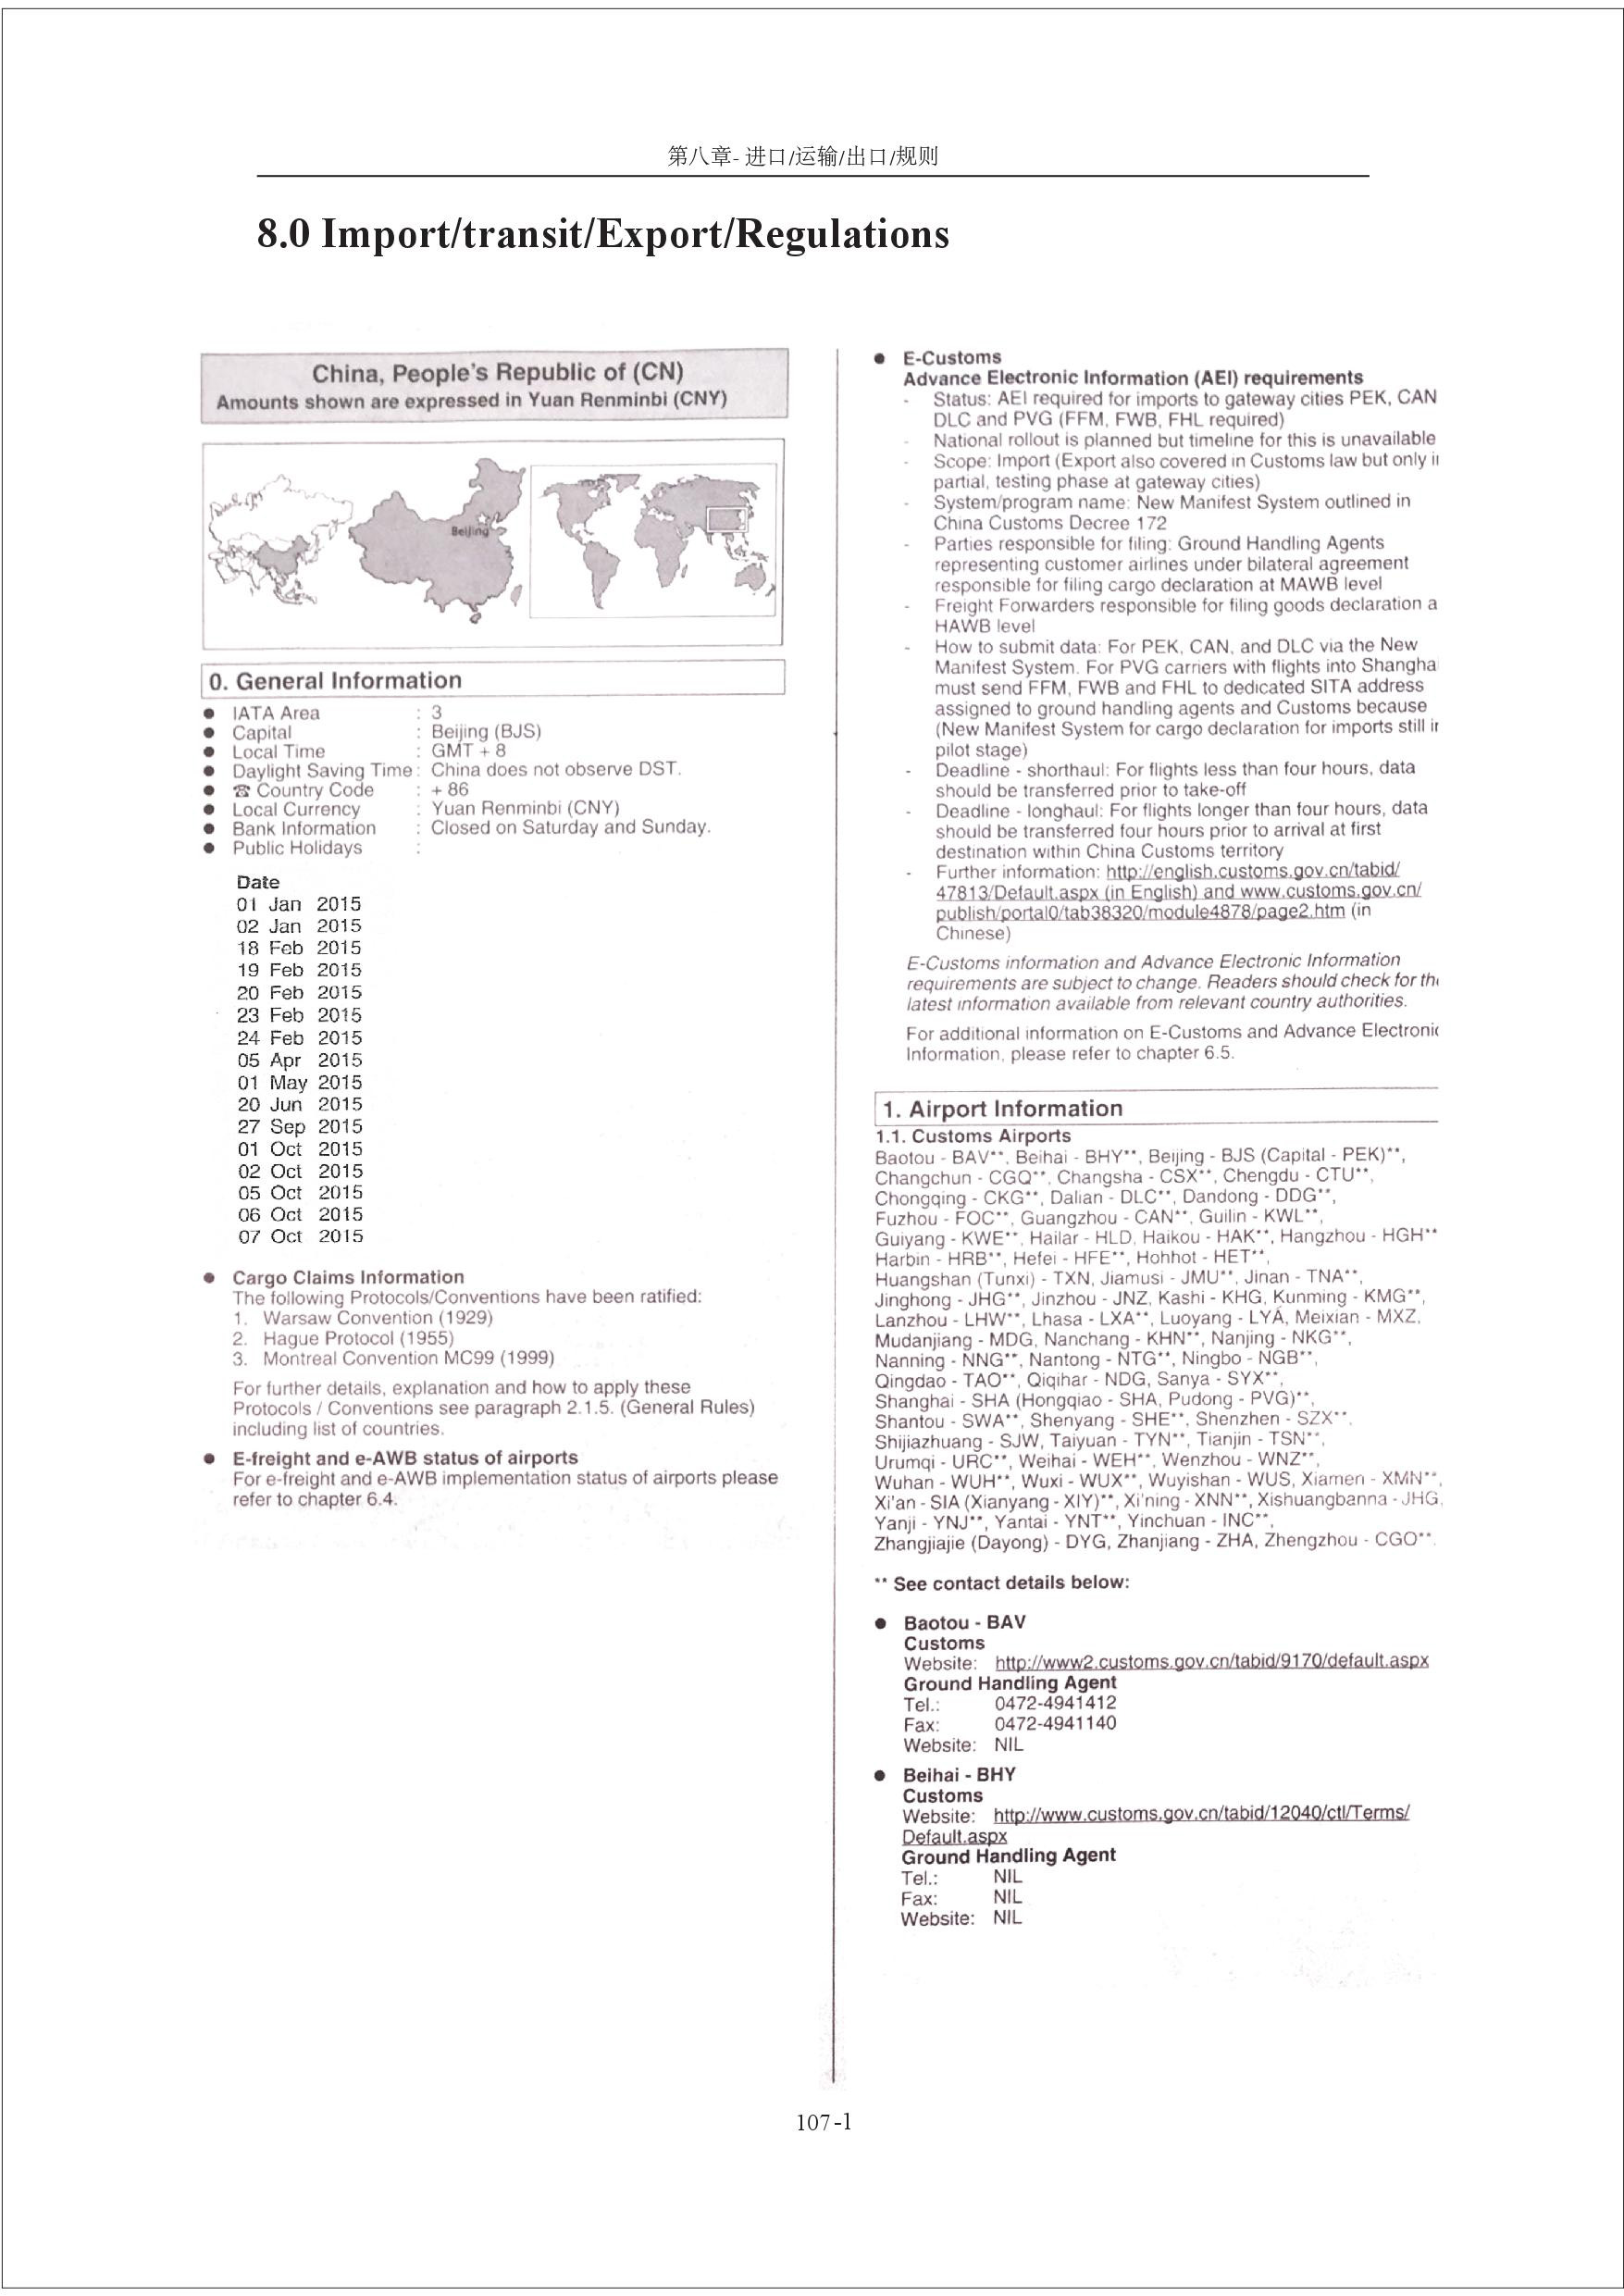 第八章- 进口/运输/出口/规则
8.0 Import/transit/Export/Regulations
China, People's Republic of (CN)
Amounts shown are expressed in Yuan Renminbi (CNY)
Beijing
0. General Information
● IATA Area : 3
● Capital : Beijing (BJS)
● Local Time : GMT + 8
● Daylight Saving Time : China does not observe DST.
● ☎ Country Code : + 86
● Local Currency : Yuan Renminbi (CNY)
● Bank Information : Closed on Saturday and Sunday.
● Public Holidays :
Date
01 Jan 2015
02 Jan 2015
18 Feb 2015
19 Feb 2015
20 Feb 2015
23 Feb 2015
24 Feb 2015
05 Apr 2015
01 May 2015
20 Jun 2015
27 Sep 2015
01 Oct 2015
02 Oct 2015
05 Oct 2015
06 Oct 2015
07 Oct 2015
● Cargo Claims Information
The following Protocols/Conventions have been ratified:
1. Warsaw Convention (1929)
2. Hague Protocol (1955)
3. Montreal Convention MC99 (1999)
For further details, explanation and how to apply these
Protocols / Conventions see paragraph 2.1.5. (General Rules)
including list of countries.
● E-freight and e-AWB status of airports
For e-freight and e-AWB implementation status of airports please
refer to chapter 6.4.
● E-Customs
Advance Electronic Information (AEI) requirements
- Status: AEI required for imports to gateway cities PEK, CAN
DLC and PVG (FFM, FWB, FHL required)
- National rollout is planned but timeline for this is unavailable
- Scope: Import (Export also covered in Customs law but only i
partial, testing phase at gateway cities)
- System/program name: New Manifest System outlined in
China Customs Decree 172
- Parties responsible for filing: Ground Handling Agents
representing customer airlines under bilateral agreement
responsible for filing cargo declaration at MAWB level
- Freight Forwarders responsible for filing goods declaration a
HAWB level
- How to submit data: For PEK, CAN, and DLC via the New
Manifest System. For PVG carriers with flights into Shangha
must send FFM, FWB and FHL to dedicated SITA address
assigned to ground handling agents and Customs because
(New Manifest System for cargo declaration for imports still i
pilot stage)
- Deadline - shorthaul: For flights less than four hours, data
should be transferred prior to take-off
- Deadline - longhaul: For flights longer than four hours, data
should be transferred four hours prior to arrival at first
destination within China Customs territory
- Further information: http://english.customs.gov.cn/tabid/
47813/Default.aspx (in English) and www.customs.gov.cn/
publish/portal0/tab38320/module4878/page2.htm (in
Chinese)
E-Customs information and Advance Electronic Information
requirements are subject to change. Readers should check for th
latest information available from relevant country authorities.
For additional information on E-Customs and Advance Electroni
Information, please refer to chapter 6.5.
1. Airport Information
1.1. Customs Airports
Baotou - BAV**, Beihai - BHY**, Beijing - BJS (Capital - PEK)**,
Changchun - CGQ**, Changsha - CSX**, Chengdu - CTU**,
Chongqing - CKG**, Dalian - DLC**, Dandong - DDG**,
Fuzhou - FOC**, Guangzhou - CAN**, Guilin - KWL**,
Guiyang - KWE**, Hailar - HLD, Haikou - HAK**, Hangzhou - HGH**
Harbin - HRB**, Hefei - HFE**, Hohhot - HET**,
Huangshan (Tunxi) - TXN, Jiamusi - JMU**, Jinan - TNA**,
Jinghong - JHG**, Jinzhou - JNZ, Kashi - KHG, Kunming - KMG**,
Lanzhou - LHW**, Lhasa - LXA**, Luoyang - LYA, Meixian - MXZ,
Mudanjiang - MDG, Nanchang - KHN**, Nanjing - NKG**,
Nanning - NNG**, Nantong - NTG**, Ningbo - NGB**,
Qingdao - TAO**, Qiqihar - NDG, Sanya - SYX**,
Shanghai - SHA (Hongqiao - SHA, Pudong - PVG)**,
Shantou - SWA**, Shenyang - SHE**, Shenzhen - SZX**,
Shijiazhuang - SJW, Taiyuan - TYN**, Tianjin - TSN**,
Urumqi - URC**, Weihai - WEH**, Wenzhou - WNZ**,
Wuhan - WUH**, Wuxi - WUX**, Wuyishan - WUS, Xiamen - XMN**,
Xi'an - SIA (Xianyang - XIY)**, Xi'ning - XNN**, Xishuangbanna - JHG,
Yanji - YNJ**, Yantai - YNT**, Yinchuan - INC**,
Zhangjiajie (Dayong) - DYG, Zhanjiang - ZHA, Zhengzhou - CGO**.
** See contact details below:
● Baotou - BAV
Customs
Website: http://www2.customs.gov.cn/tabid/9170/default.aspx
Ground Handling Agent
Tel.: 0472-4941412
Fax: 0472-4941140
Website: NIL
● Beihai - BHY
Customs
Website: http://www.customs.gov.cn/tabid/12040/ctl/Terms/
Default.aspx
Ground Handling Agent
Tel.: NIL
Fax: NIL
Website: NIL
107-1